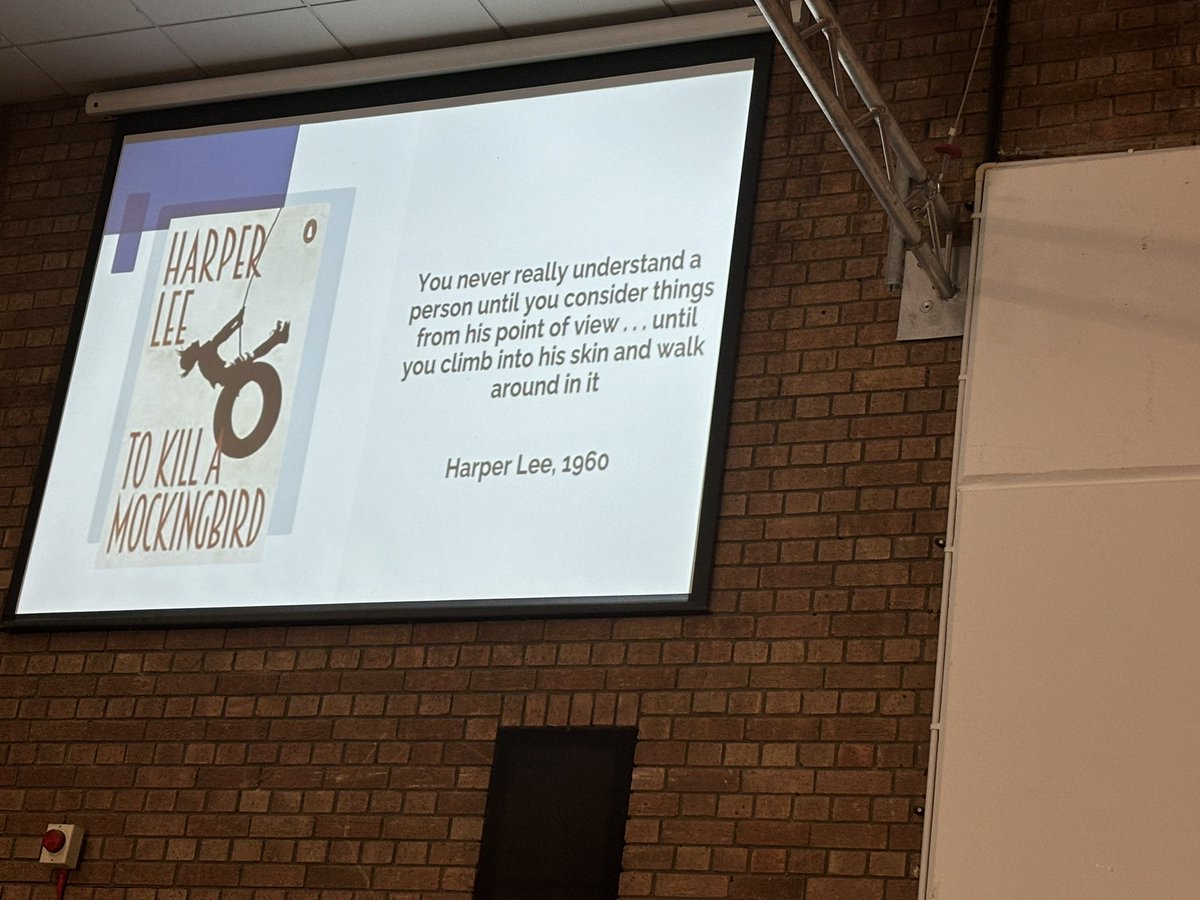 HARPER
LEE
TO KILL A
MOCKINGBIRD
You never really understand a
person until you consider things
from his point of view . . . until
you climb into his skin and walk
around in it
Harper Lee, 1960